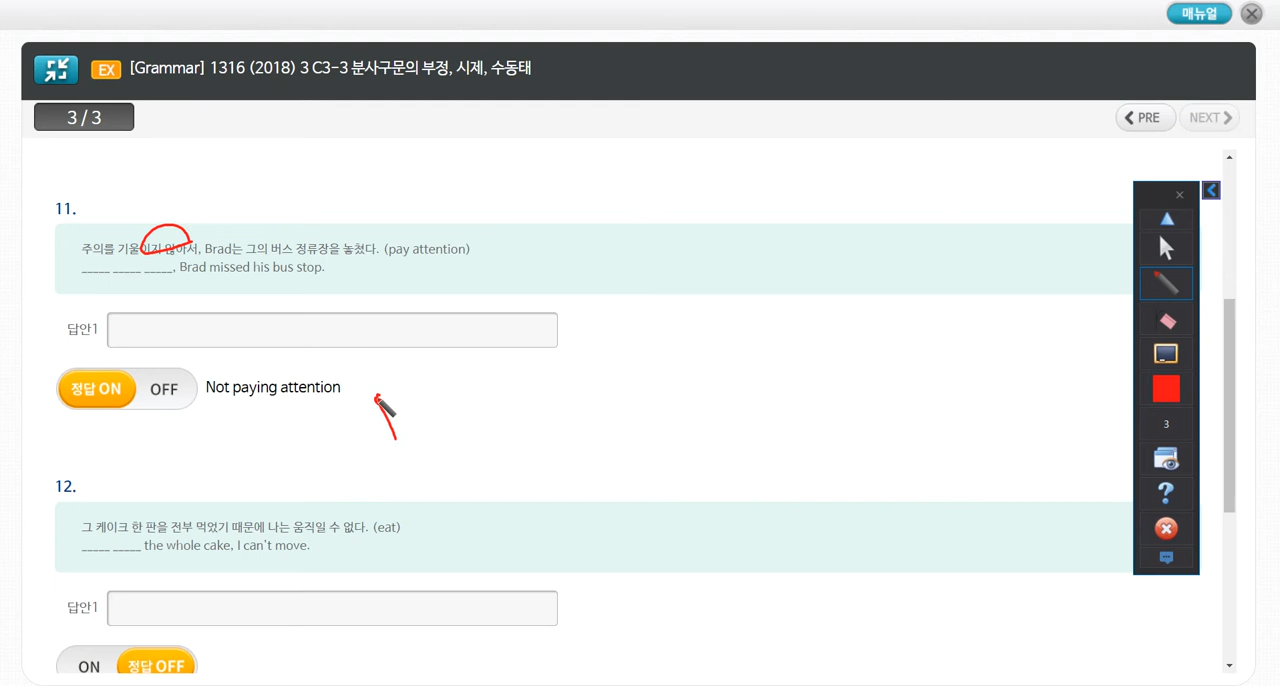 매뉴얼
EX [Grammar] 1316 (2018) 3 C3-3 분사구문의 부정, 시제, 수동태
3 / 3
PRE
NEXT
11.
주의를 기울이지 않아서, Brad는 그의 버스 정류장을 놓쳤다. (pay attention)
_____ _____ _____, Brad missed his bus stop.
답안1
정답 ON OFF Not paying attention
3
12.
그 케이크 한 판을 전부 먹었기 때문에 나는 움직일 수 없다. (eat)
_____ _____ the whole cake, I can't move.
답안1
ON 정답 OFF